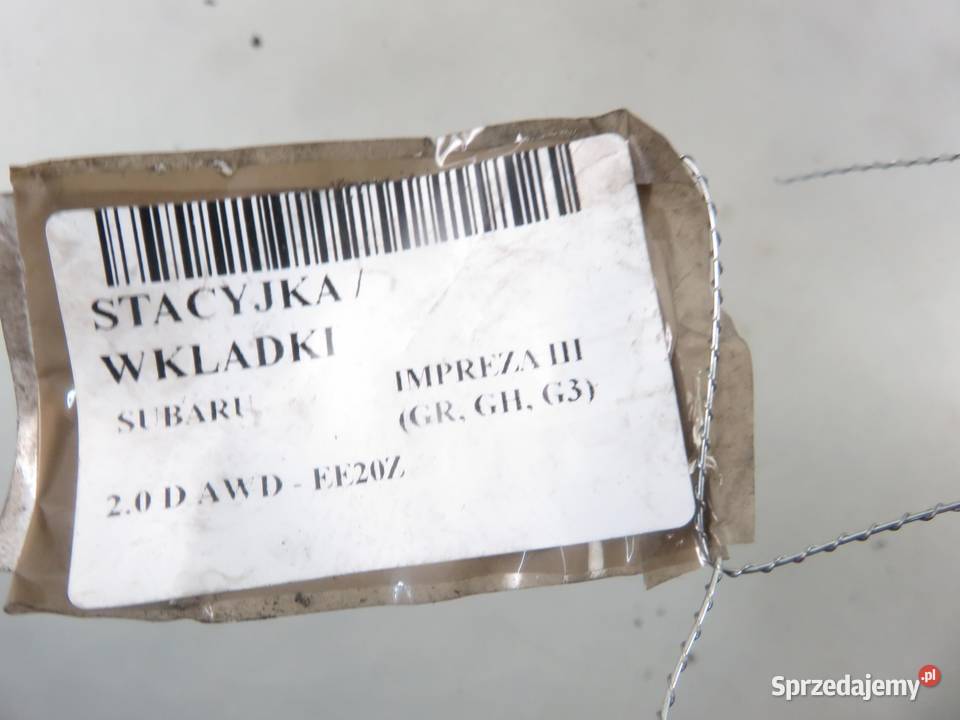 STACYJKA /
WKLADKI
SUBARU
IMPREZA III
(GR, GH, G3)
2.0 D AWD - EE20Z
Sprzedajemy.pl